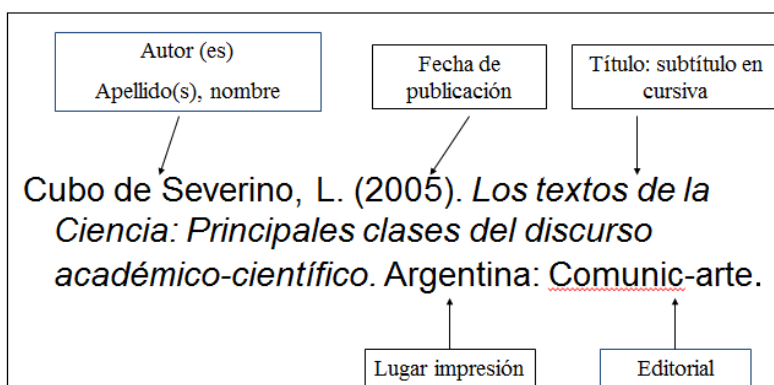 Autor (es)
Apellido(s), nombre
Fecha de
publicación
Título: subtítulo en
cursiva
Cubo de Severino, L. (2005). Los textos de la
Ciencia: Principales clases del discurso
académico-científico. Argentina: Comunic-arte.
Lugar impresión
Editorial